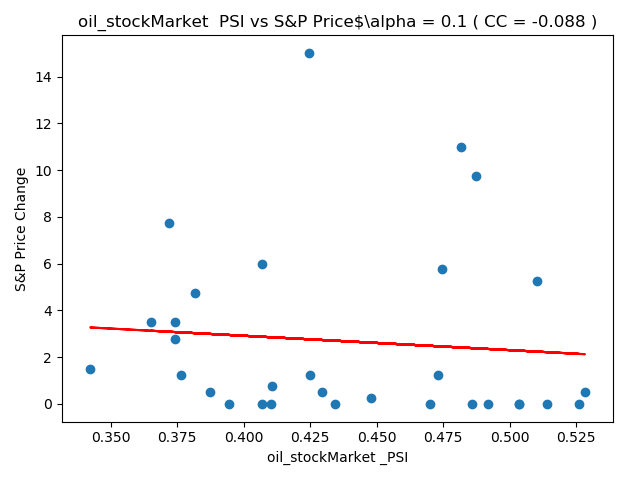 oil_stockMarket  PSI vs S&P Price$\alpha = 0.1 ( CC = -0.088 )
S&P Price Change
14
12
10
8
6
4
2
0
0.350 0.375 0.400 0.425 0.450 0.475 0.500 0.525
oil_stockMarket _PSI